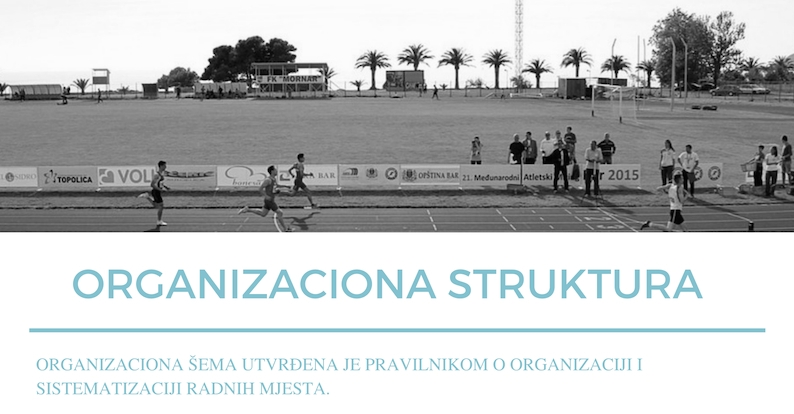 FK "MORNAR"
TOPOLICA
VOLI
BAR
OPŠTINA BAR
21. Međunarodni Atletski
r 2015
ORGANIZACIONA STRUKTURA
ORGANIZACIONA ŠEMA UTVRĐENA JE PRAVILNIKOM O ORGANIZACIJI I
SISTEMATIZACIJI RADNIH MJESTA.